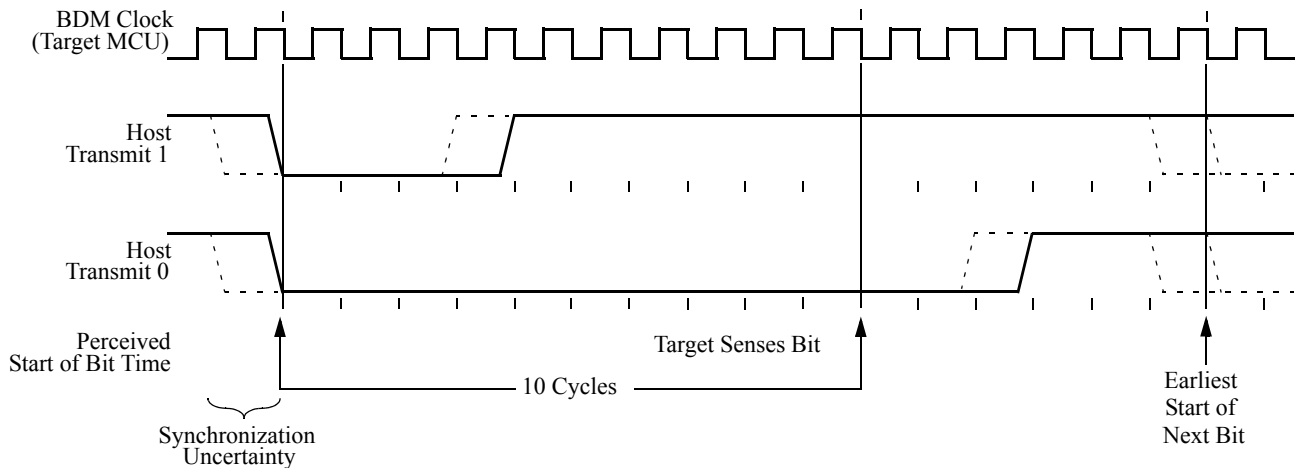 BDM Clock
(Target MCU)
Host
Transmit 1
Host
Transmit 0
Perceived
Start of Bit Time
Target Senses Bit
10 Cycles
Earliest
Start of
Next Bit
Synchronization
Uncertainty